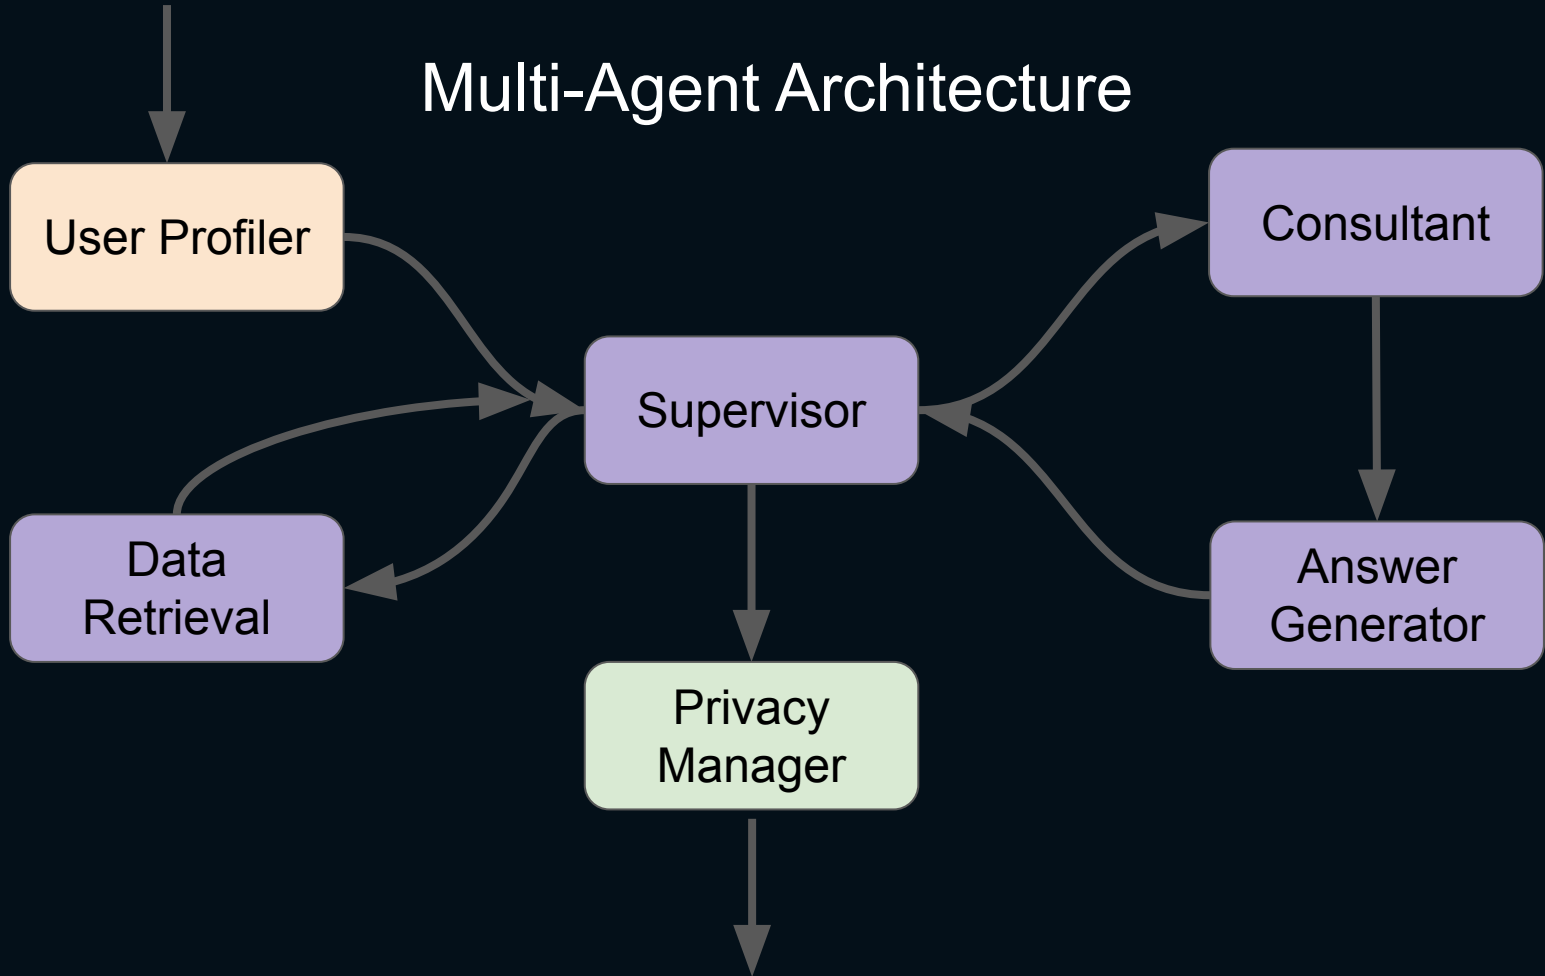 Multi-Agent Architecture
User Profiler
Consultant
Supervisor
Data
Retrieval
Answer
Generator
Privacy
Manager